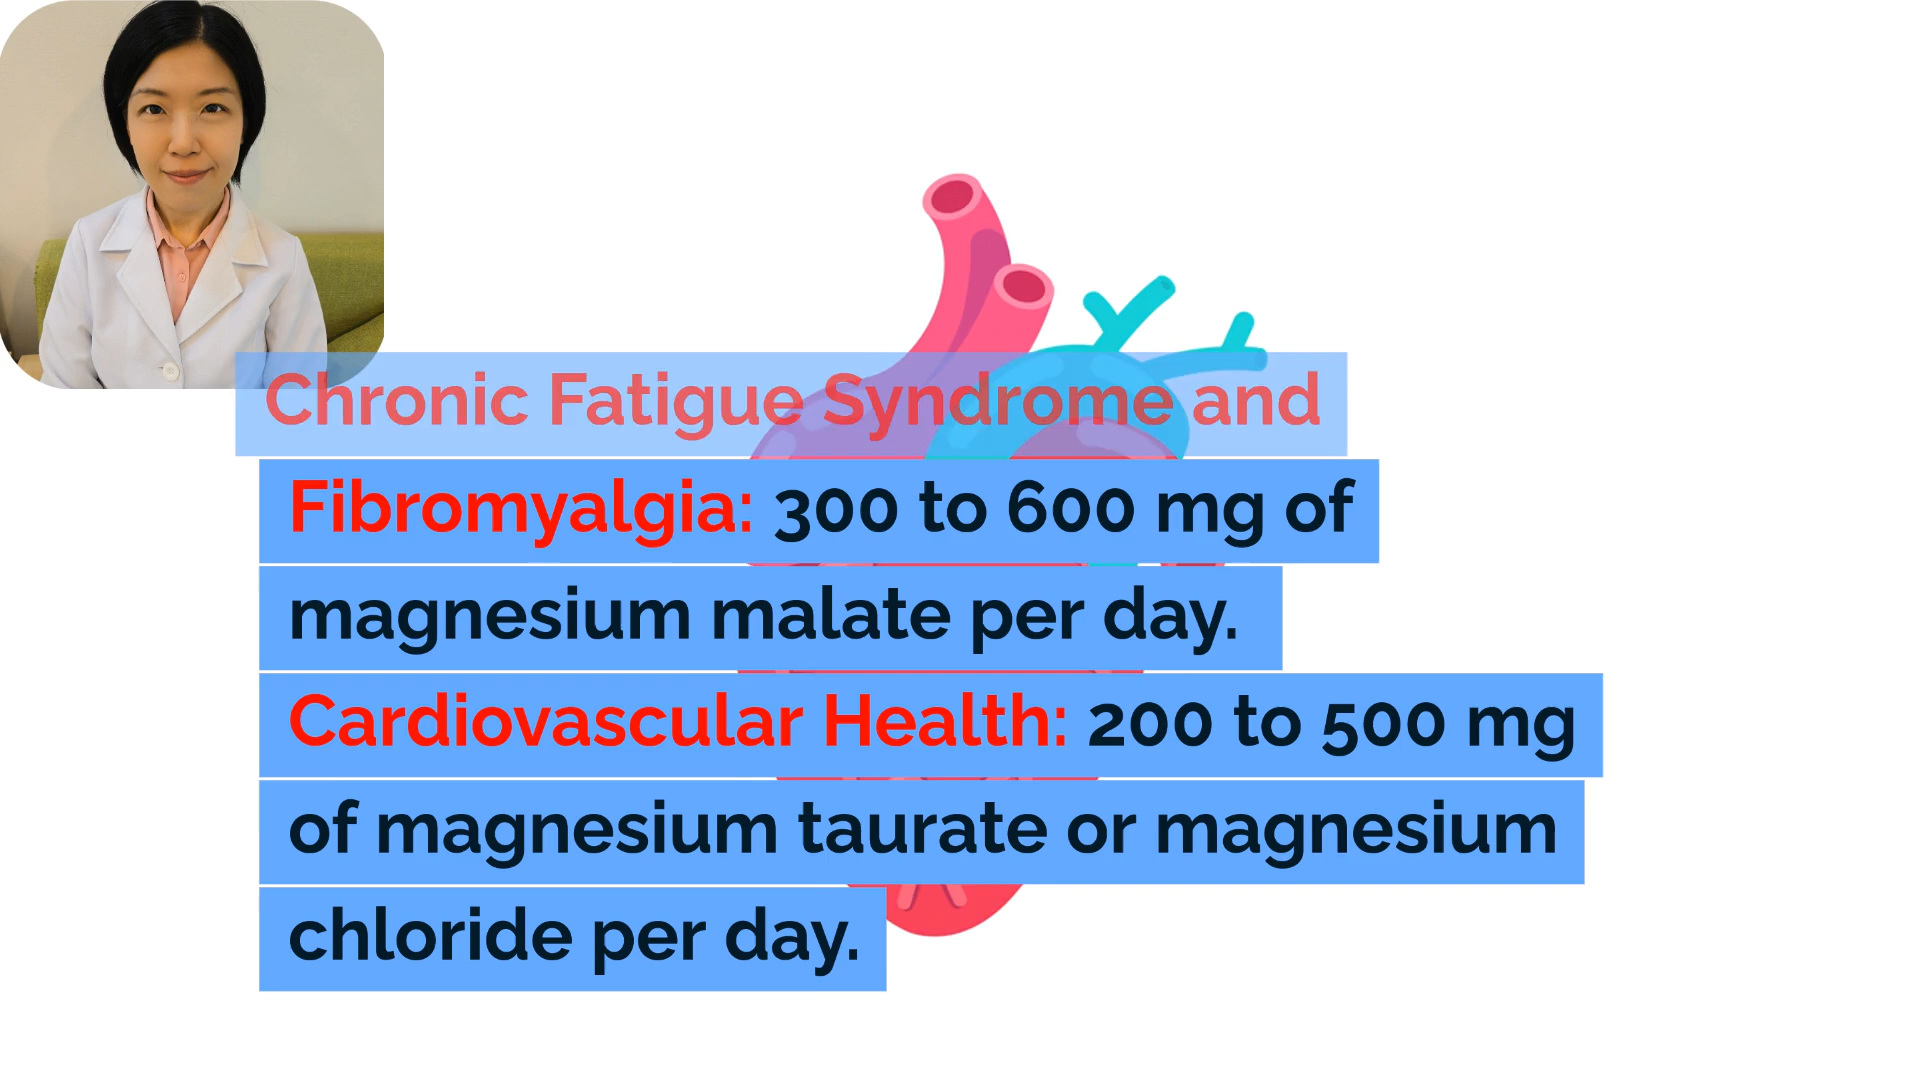 Chronic Fatigue Syndrome and
Fibromyalgia: 300 to 600 mg of
magnesium malate per day.
Cardiovascular Health: 200 to 500 mg
of magnesium taurate or magnesium
chloride per day.